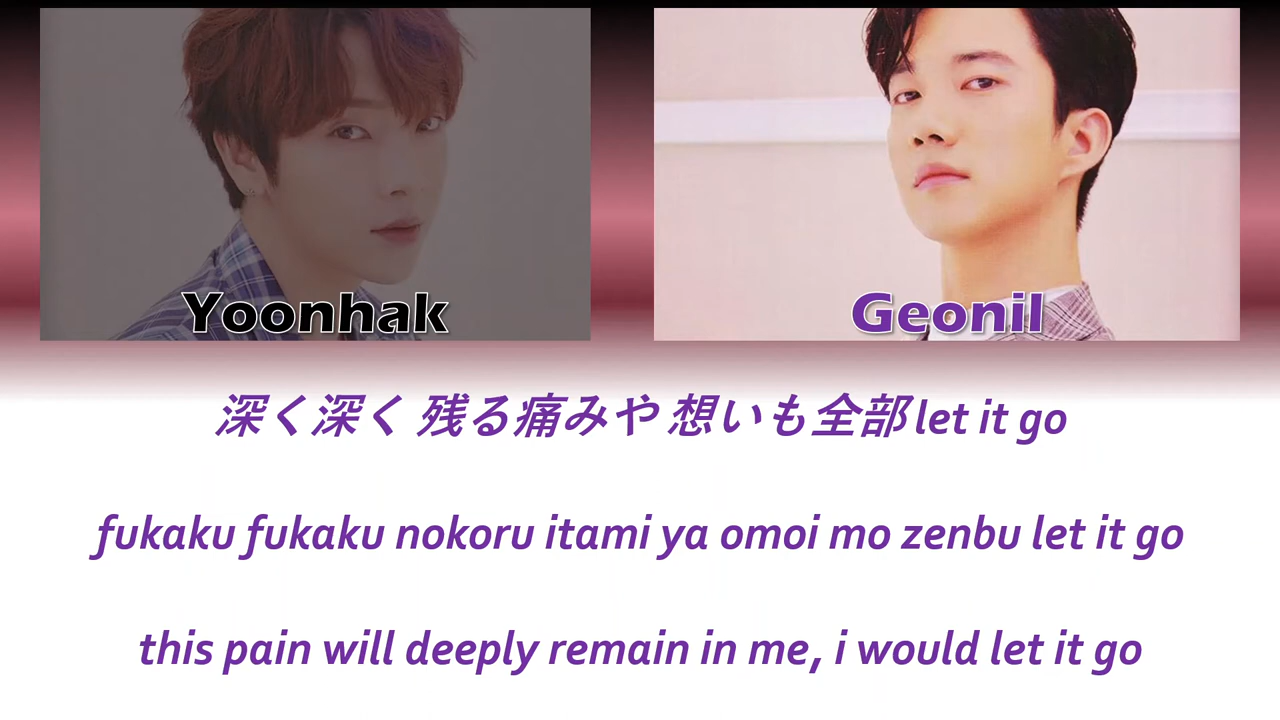 Yoonhak
Geonil
深く深く 残る痛みや 想いも全部 let it go
fukaku fukaku nokoru itami ya omoi mo zenbu let it go
this pain will deeply remain in me, i would let it go